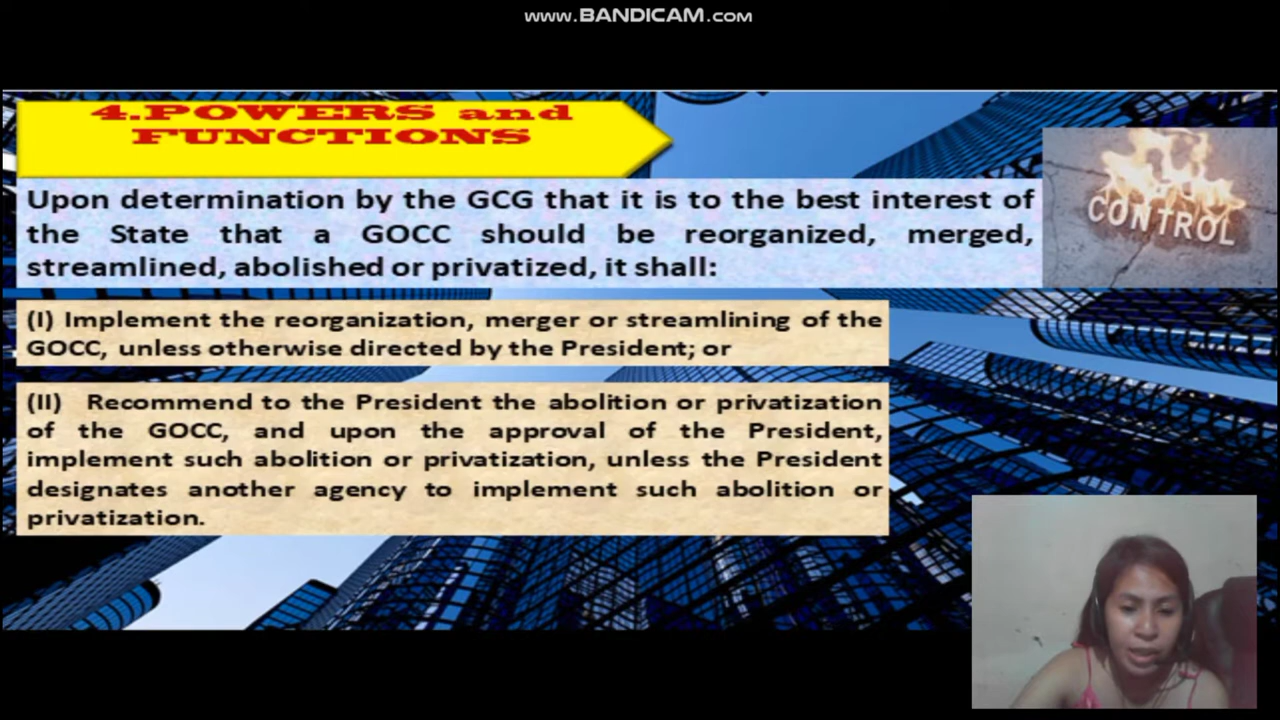 www.BANDICAM.com
4.POWERS and
FUNCTIONS
Upon determination by the GCG that it is to the best interest of
the State that a GOCC should be reorganized, merged,
streamlined, abolished or privatized, it shall:
CONTROL
(I) Implement the reorganization, merger or streamlining of the
GOCC, unless otherwise directed by the President; or
(II) Recommend to the President the abolition or privatization
of the GOCC, and upon the approval of the President,
implement such abolition or privatization, unless the President
designates another agency to implement such abolition or
privatization.